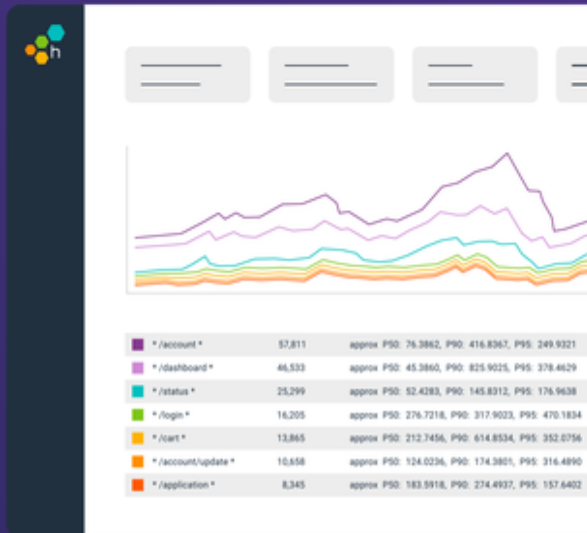 h
* /account * 57,811 approx P50: 76.3862, P90: 416.8367, P95: 249.9321
* /dashboard * 46,533 approx P50: 45.3860, P90: 825.9025, P95: 378.4629
* /status * 25,299 approx P50: 52.4283, P90: 145.8312, P95: 176.9638
* /login * 16,205 approx P50: 276.7218, P90: 317.9023, P95: 470.1834
* /cart * 13,865 approx P50: 212.7456, P90: 614.8534, P95: 352.0756
* /account/update * 10,658 approx P50: 124.0236, P90: 174.3801, P95: 316.4890
* /application * 8,345 approx P50: 183.5918, P90: 274.4937, P95: 157.6402